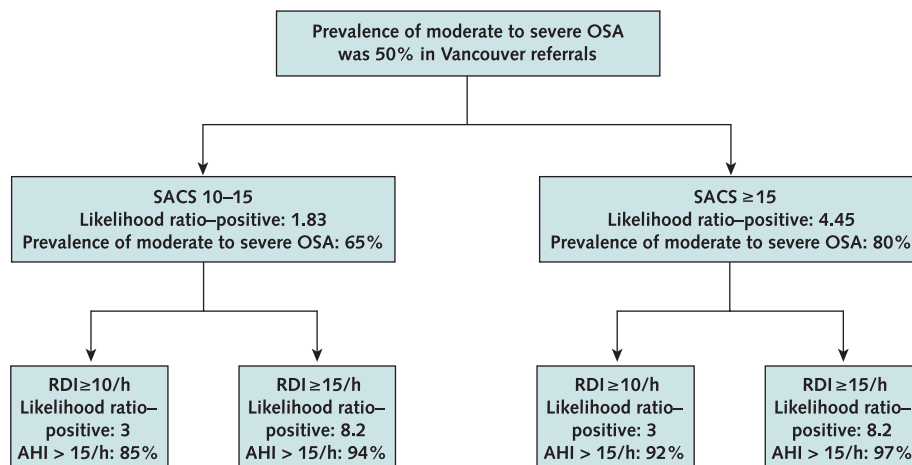 Prevalence of moderate to severe OSA
was 50% in Vancouver referrals
SACS 10–15
Likelihood ratio–positive: 1.83
Prevalence of moderate to severe OSA: 65%
SACS ≥15
Likelihood ratio–positive: 4.45
Prevalence of moderate to severe OSA: 80%
RDI≥10/h
Likelihood ratio–
positive: 3
AHI > 15/h: 85%
RDI≥15/h
Likelihood ratio–
positive: 8.2
AHI > 15/h: 94%
RDI≥10/h
Likelihood ratio–
positive: 3
AHI > 15/h: 92%
RDI≥15/h
Likelihood ratio–
positive: 8.2
AHI > 15/h: 97%